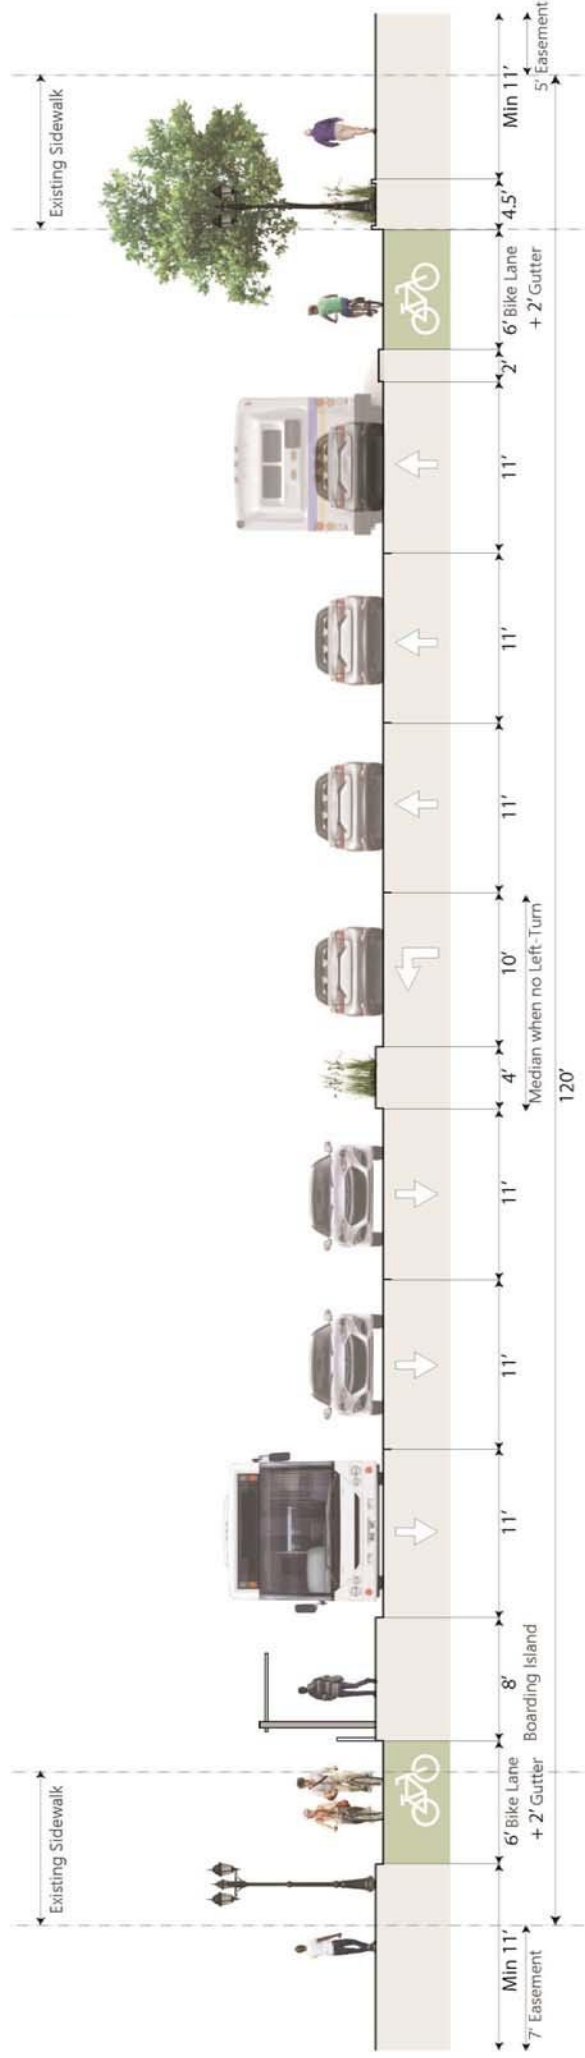 Existing Sidewalk
Existing Sidewalk
Min 11'
6' Bike Lane
+ 2' Gutter
8'
Boarding Island
11'
11'
11'
4'
10'
11'
11'
11'
2'
6' Bike Lane
+ 2' Gutter
4.5'
Min 11'
7' Easement
Median when no Left-Turn
5' Easement
120'